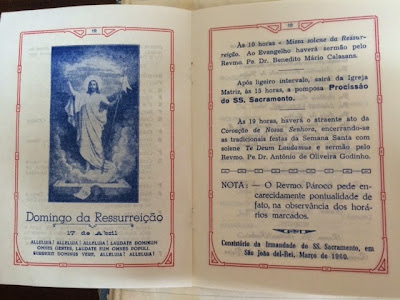 18
Domingo da Ressurreição
17 de Abril
ALLELUIA! ALLELUIA! ALLELUIA! LAUDATE DOMINUM
OMNES GENTES, LAUDATE EUM OMNES POPULI.
SURREXIT DOMINUS VERE, ALLELUIA, ALLELUIA!
19
Às 10 horas - Missa solene da Ressur-
reição. Ao Evangelho haverá sermão pelo
Revmo. Pe. Dr. Benedito Mário Calazans.
Após ligeiro intervalo, sairá da Igreja
Matriz, às 15 horas, a pomposa Procissão
do SS. Sacramento.
Às 19 horas, haverá o atraente ato da
Coroação de Nossa Senhora, encerrando-se
as tradicionais festas da Semana Santa com
solene Te Deum Laudamus e sermão pelo
Revmo. Pe. Dr. Antônio de Oliveira Godinho.
NOTA: — O Revmo. Pároco pede en-
carecidamente pontualidade de
fato, na observância dos horá-
rios marcados.
Consistório da Irmandade do SS. Sacramento, em
São João del-Rei, Março de 1960.